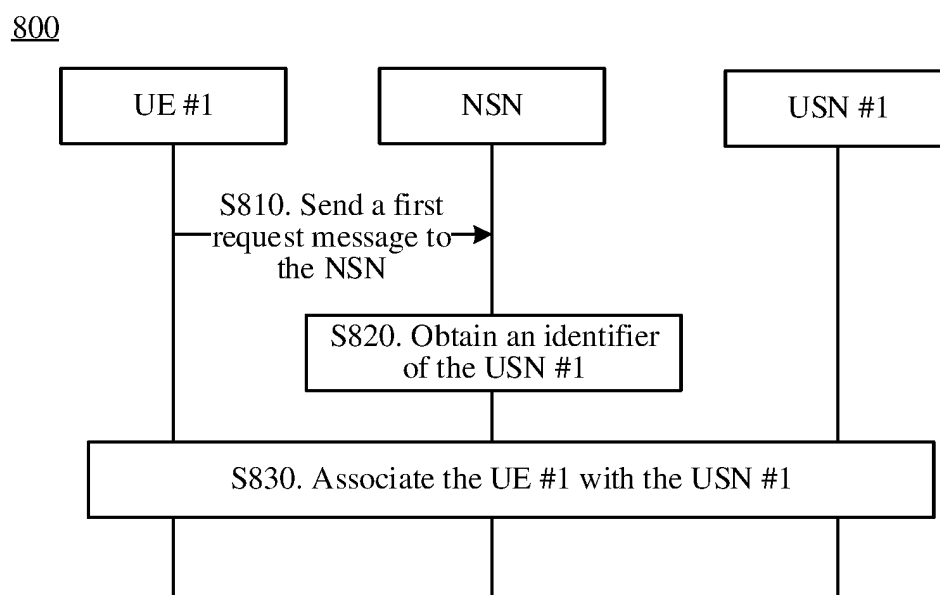 800
UE #1
NSN
USN #1
S810. Send a first
request message to
the NSN
S820. Obtain an identifier
of the USN #1
S830. Associate the UE #1 with the USN #1